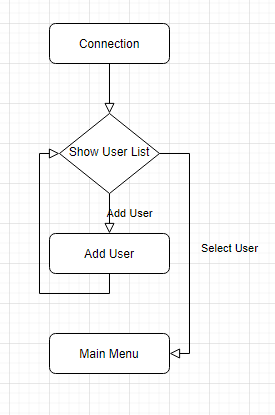 Connection
Show User List
Add User
Add User
Select User
Main Menu